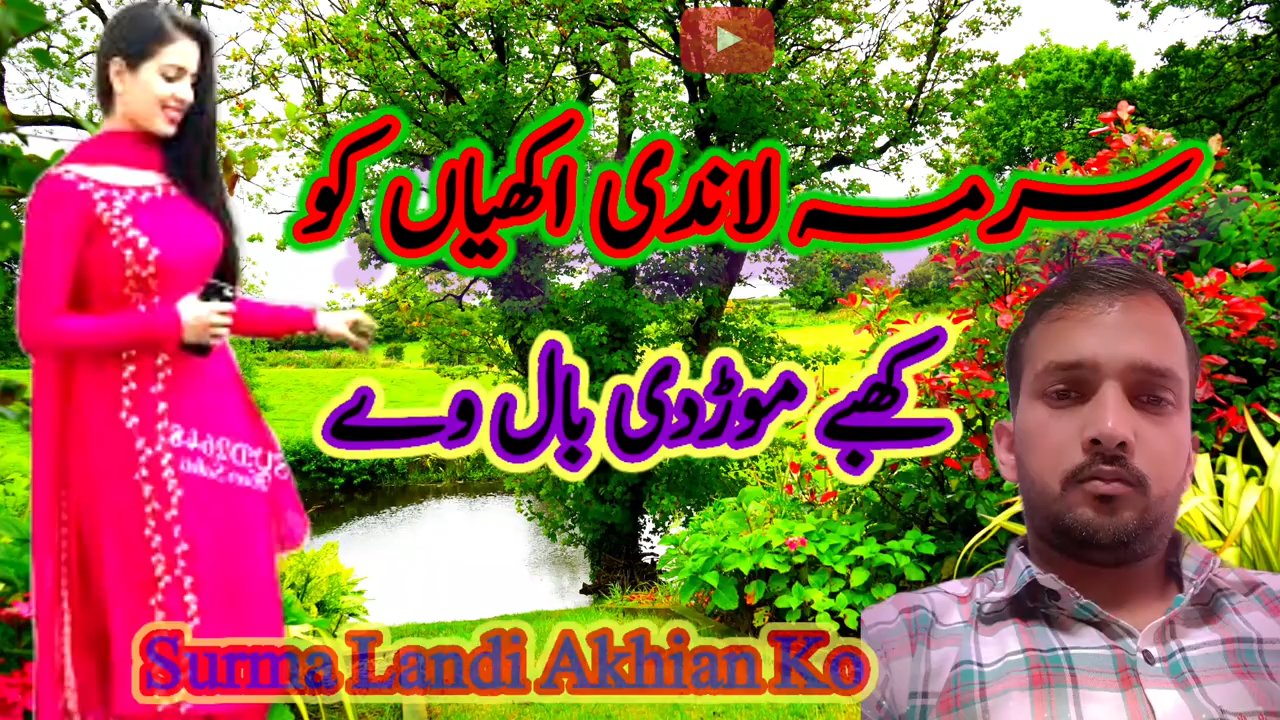 سرمہ لاندی اکھیاں کو
کھبے موڑدی بال وے
Surma Landi Akhian Ko